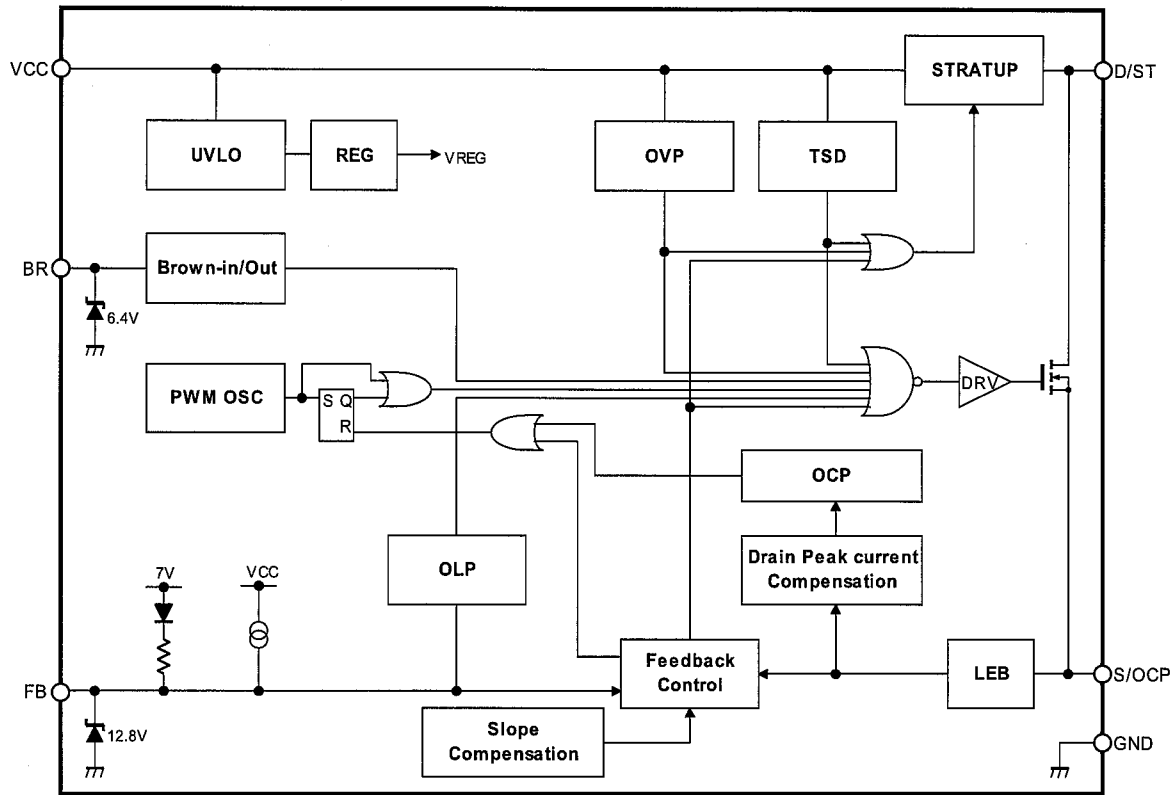 VCC
STRATUP
D/ST
UVLO
REG
VREG
OVP
TSD
BR
Brown-in/Out
6.4V
PWM OSC
S Q
R
DRV
OCP
OLP
Drain Peak current
Compensation
7V
VCC
Feedback
Control
LEB
S/OCP
FB
12.8V
Slope
Compensation
GND